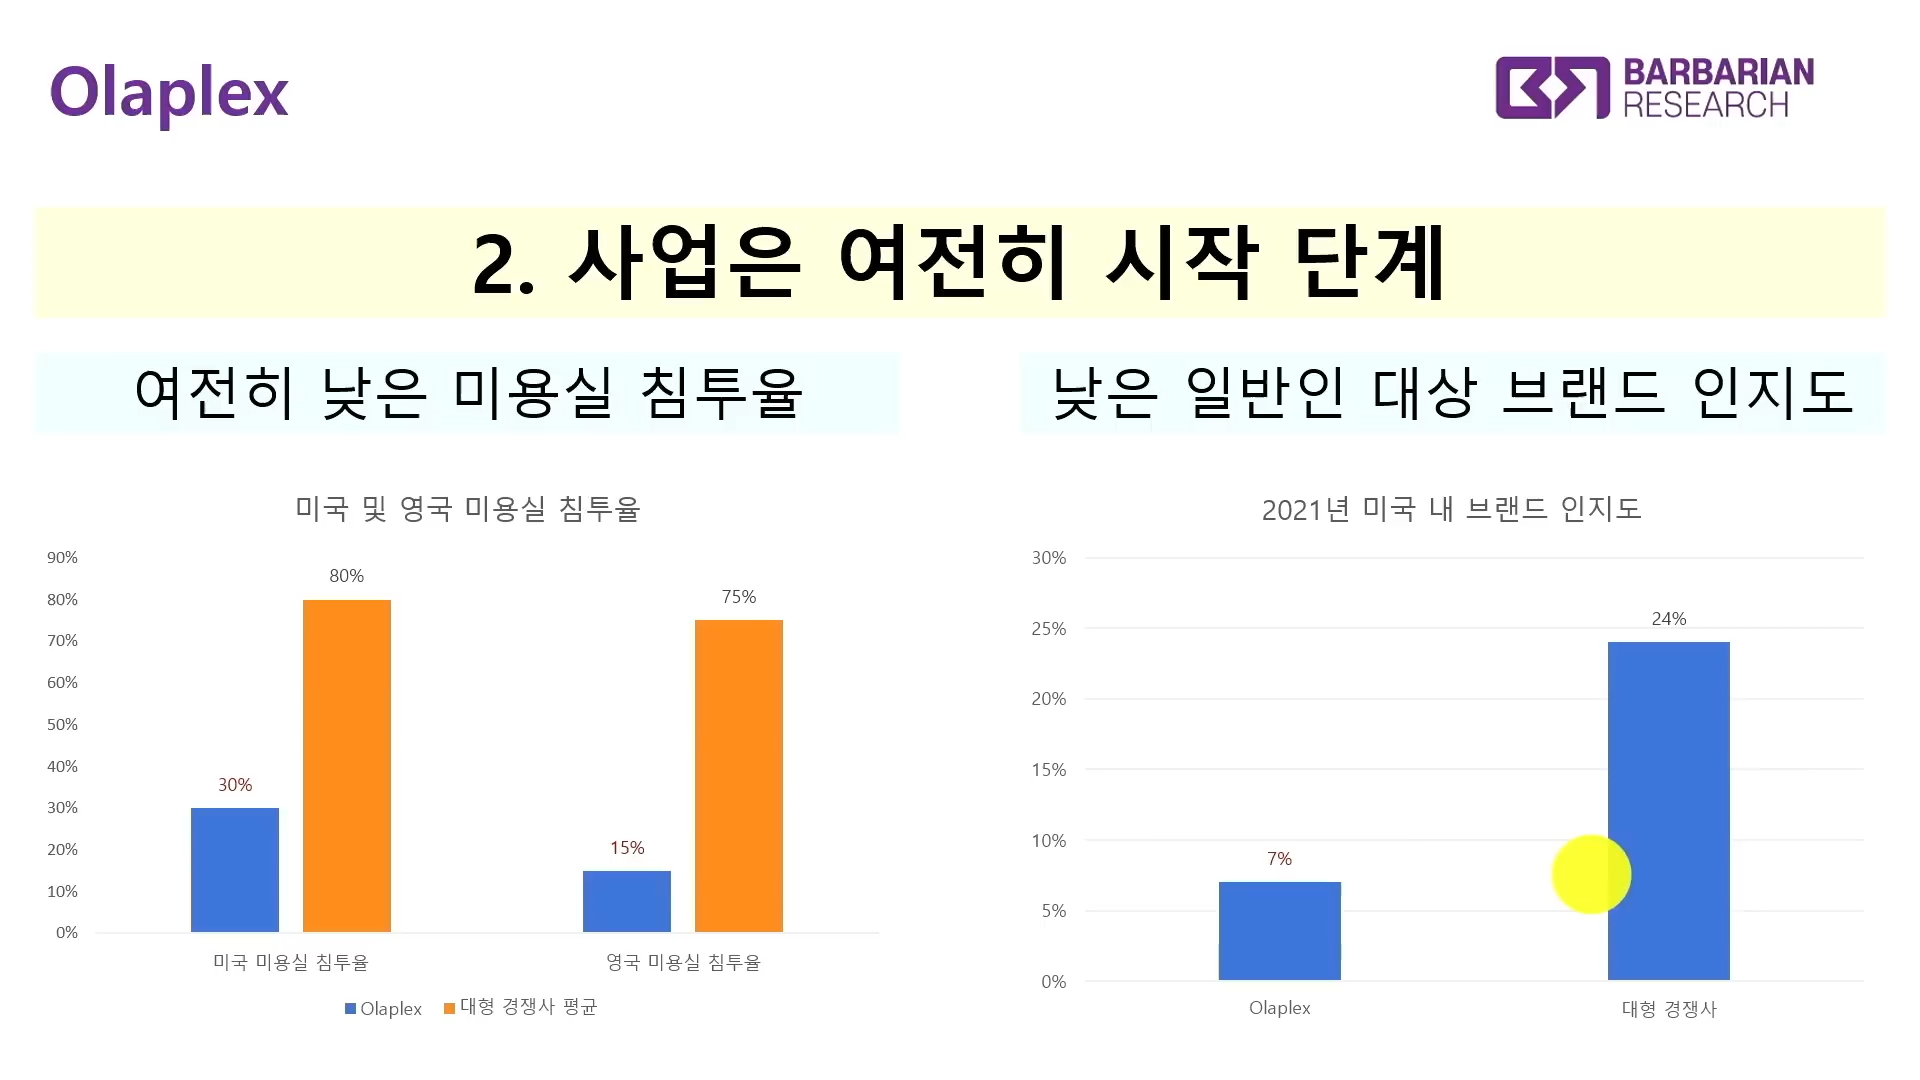 Olaplex
BARBARIAN
RESEARCH
2. 사업은 여전히 시작 단계
여전히 낮은 미용실 침투율
미국 및 영국 미용실 침투율
90%
80%
70%
60%
50%
40%
30%
20%
10%
0%
30%
80%
15%
75%
미국 미용실 침투율
영국 미용실 침투율
Olaplex
대형 경쟁사 평균
낮은 일반인 대상 브랜드 인지도
2021년 미국 내 브랜드 인지도
30%
25%
20%
15%
10%
5%
0%
7%
24%
Olaplex
대형 경쟁사